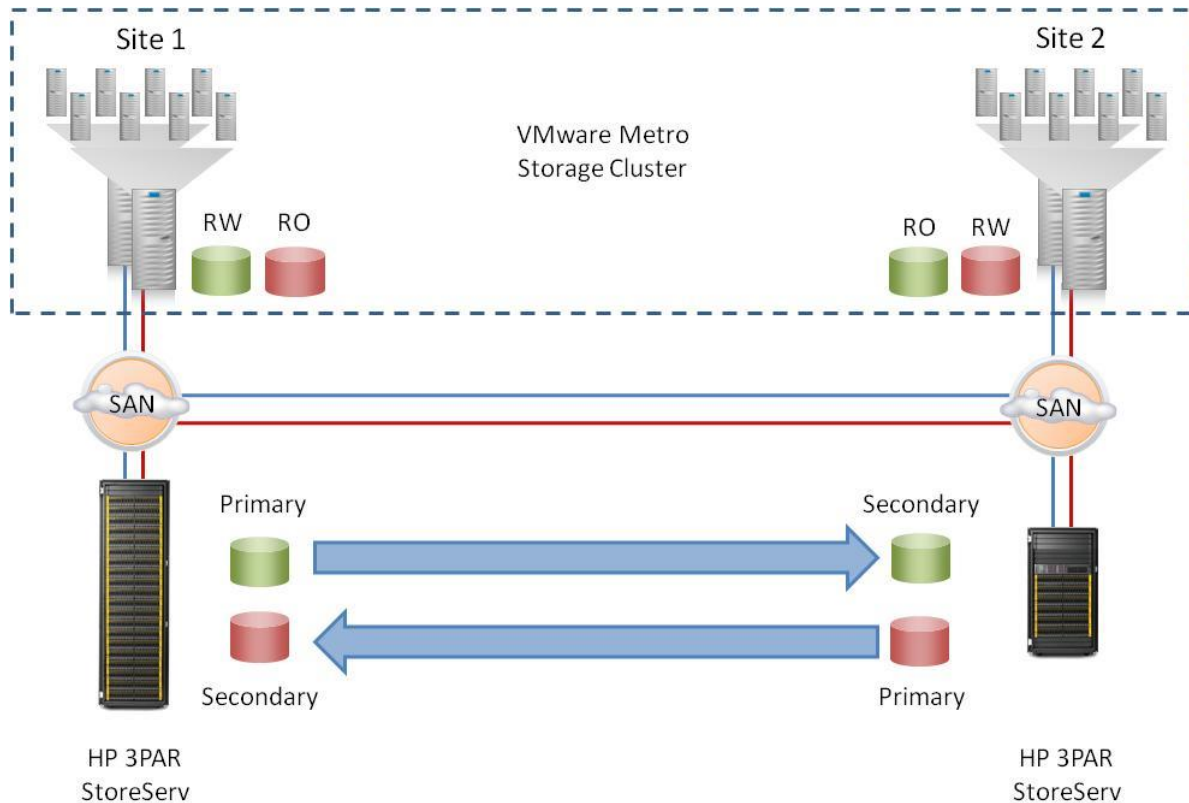 Site 1
Site 2
VMware Metro
Storage Cluster
RW
RO
RO
RW
SAN
SAN
Primary
Secondary
Secondary
Primary
HP 3PAR
StoreServ
HP 3PAR
StoreServ